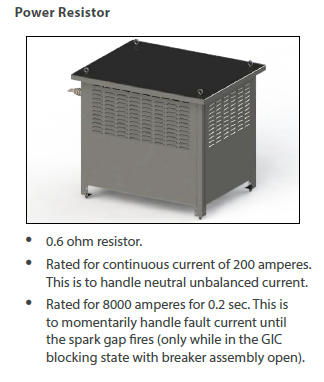 Power Resistor
• 0.6 ohm resistor.
• Rated for continuous current of 200 amperes.
This is to handle neutral unbalanced current.
• Rated for 8000 amperes for 0.2 sec. This is
to momentarily handle fault current until
the spark gap fires (only while in the GIC
blocking state with breaker assembly open).